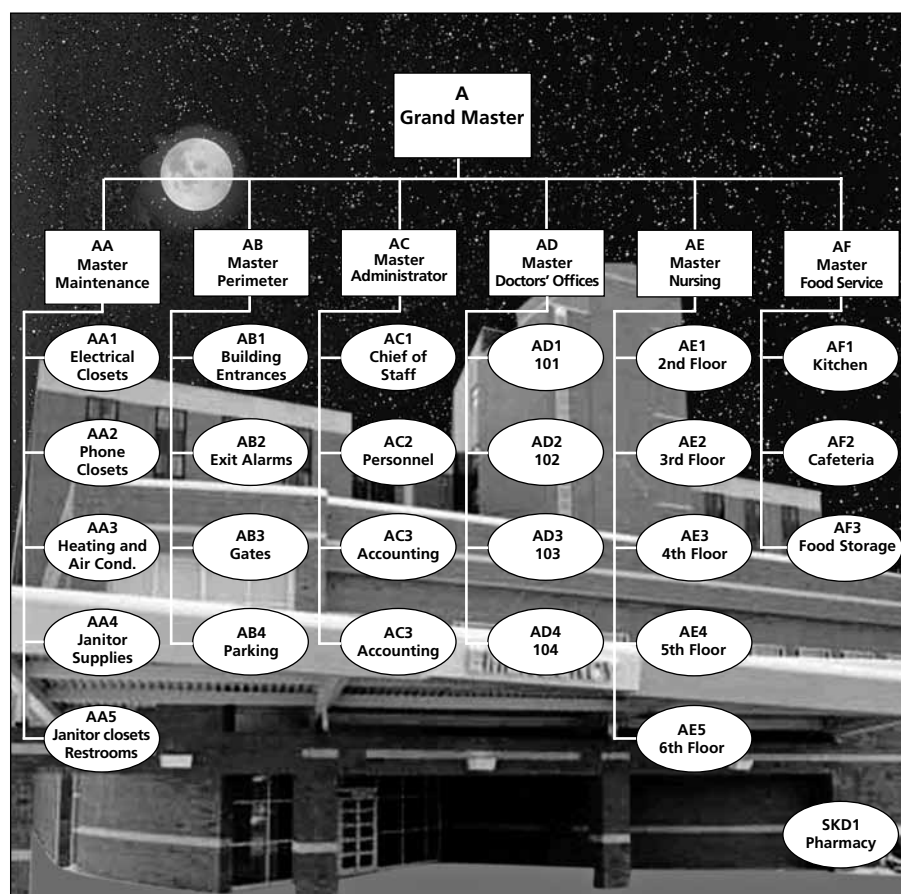 A
Grand Master
AA
Master
Maintenance
AB
Master
Perimeter
AC
Master
Administrator
AD
Master
Doctors' Offices
AE
Master
Nursing
AF
Master
Food Service
AA1
Electrical
Closets
AB1
Building
Entrances
AC1
Chief of
Staff
AD1
101
AE1
2nd Floor
AF1
Kitchen
AA2
Phone
Closets
AB2
Exit Alarms
AC2
Personnel
AD2
102
AE2
3rd Floor
AF2
Cafeteria
AA3
Heating and
Air Cond.
AB3
Gates
AC3
Accounting
AD3
103
AE3
4th Floor
AF3
Food Storage
AA4
Janitor
Supplies
AB4
Parking
AC3
Accounting
AD4
104
AE4
5th Floor
AA5
Janitor closets
Restrooms
AE5
6th Floor
SKD1
Pharmacy